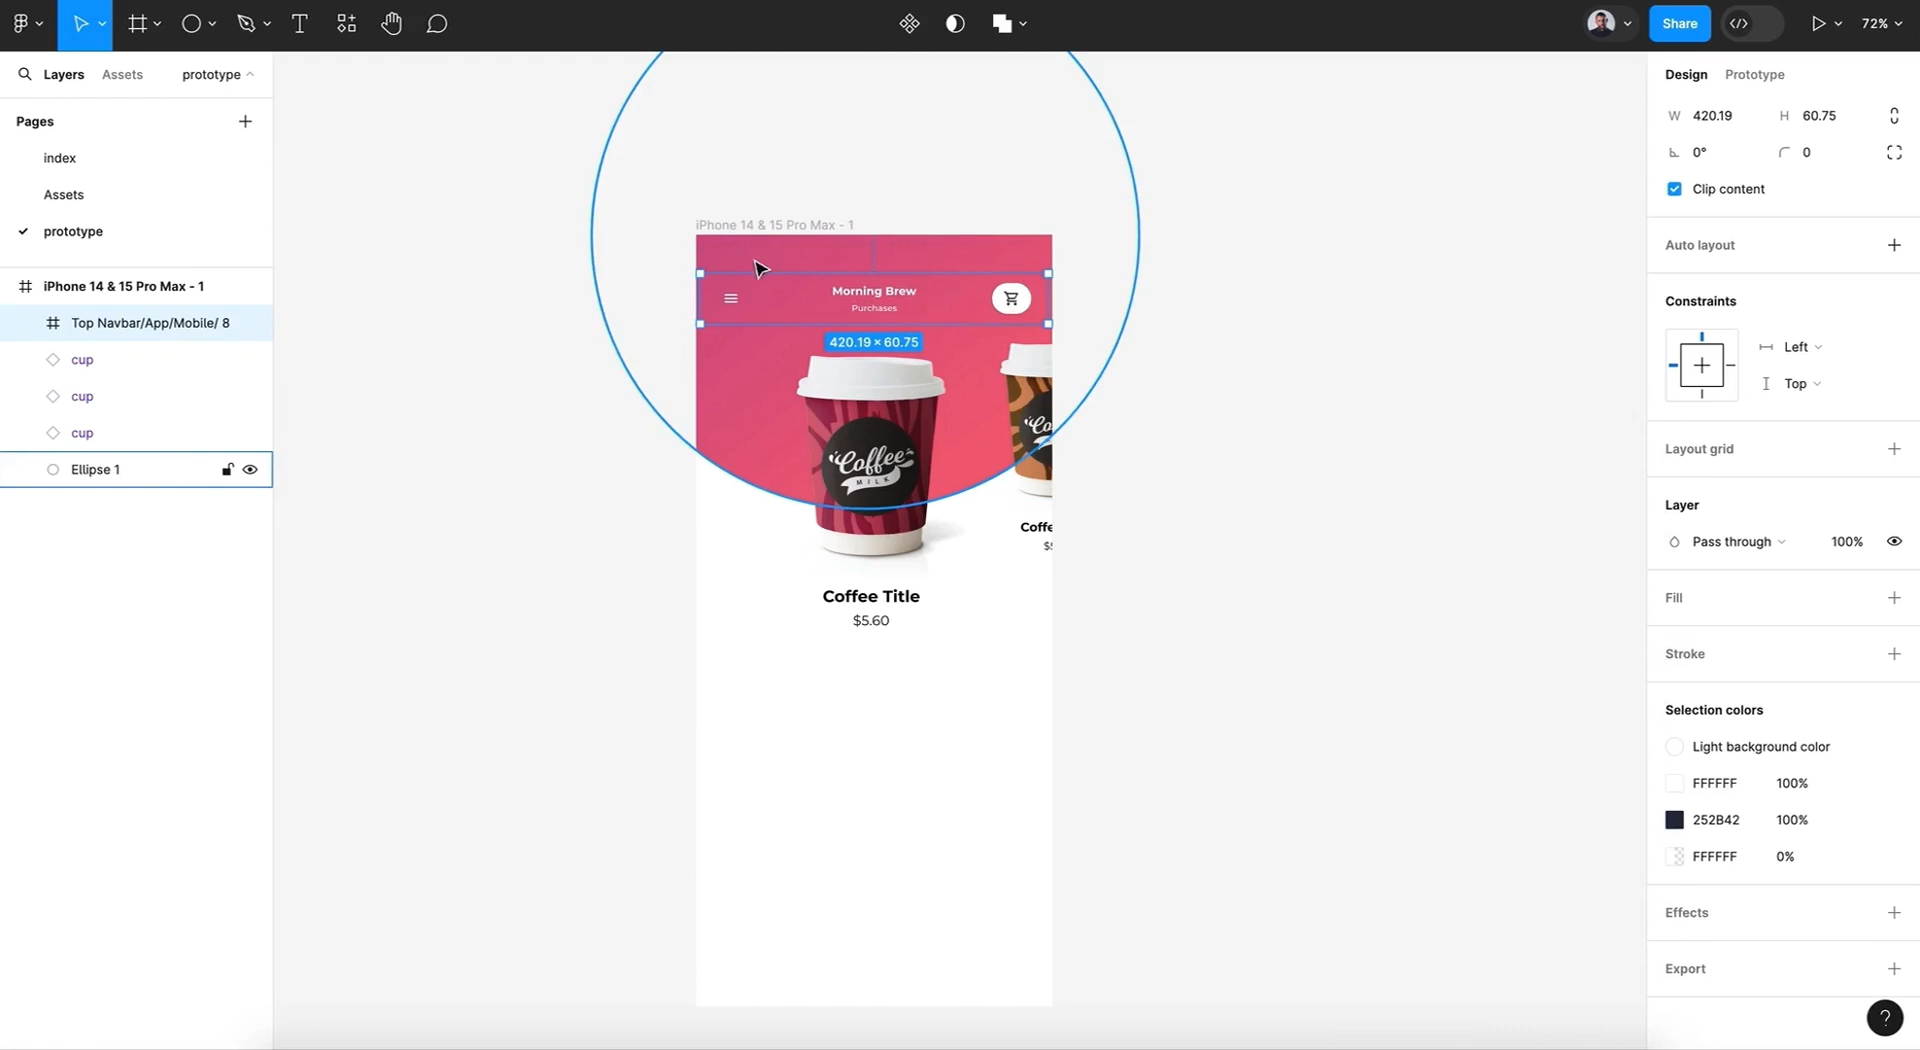 Share
72%
Layers
Assets
prototype
Pages
index
Assets
prototype
iPhone 14 & 15 Pro Max - 1
Top Navbar/App/Mobile/ 8
cup
cup
cup
Ellipse 1
iPhone 14 & 15 Pro Max - 1
Morning Brew
Purchases
420.19 × 60.75
Coffee
MILK
Co
Coffe
$5
Coffee Title
$5.60
Design
Prototype
W 420.19
H 60.75
0°
0
Clip content
Auto layout
Constraints
Left
Top
Layout grid
Layer
Pass through
100%
Fill
Stroke
Selection colors
Light background color
FFFFFF 100%
252B42 100%
FFFFFF 0%
Effects
Export
?